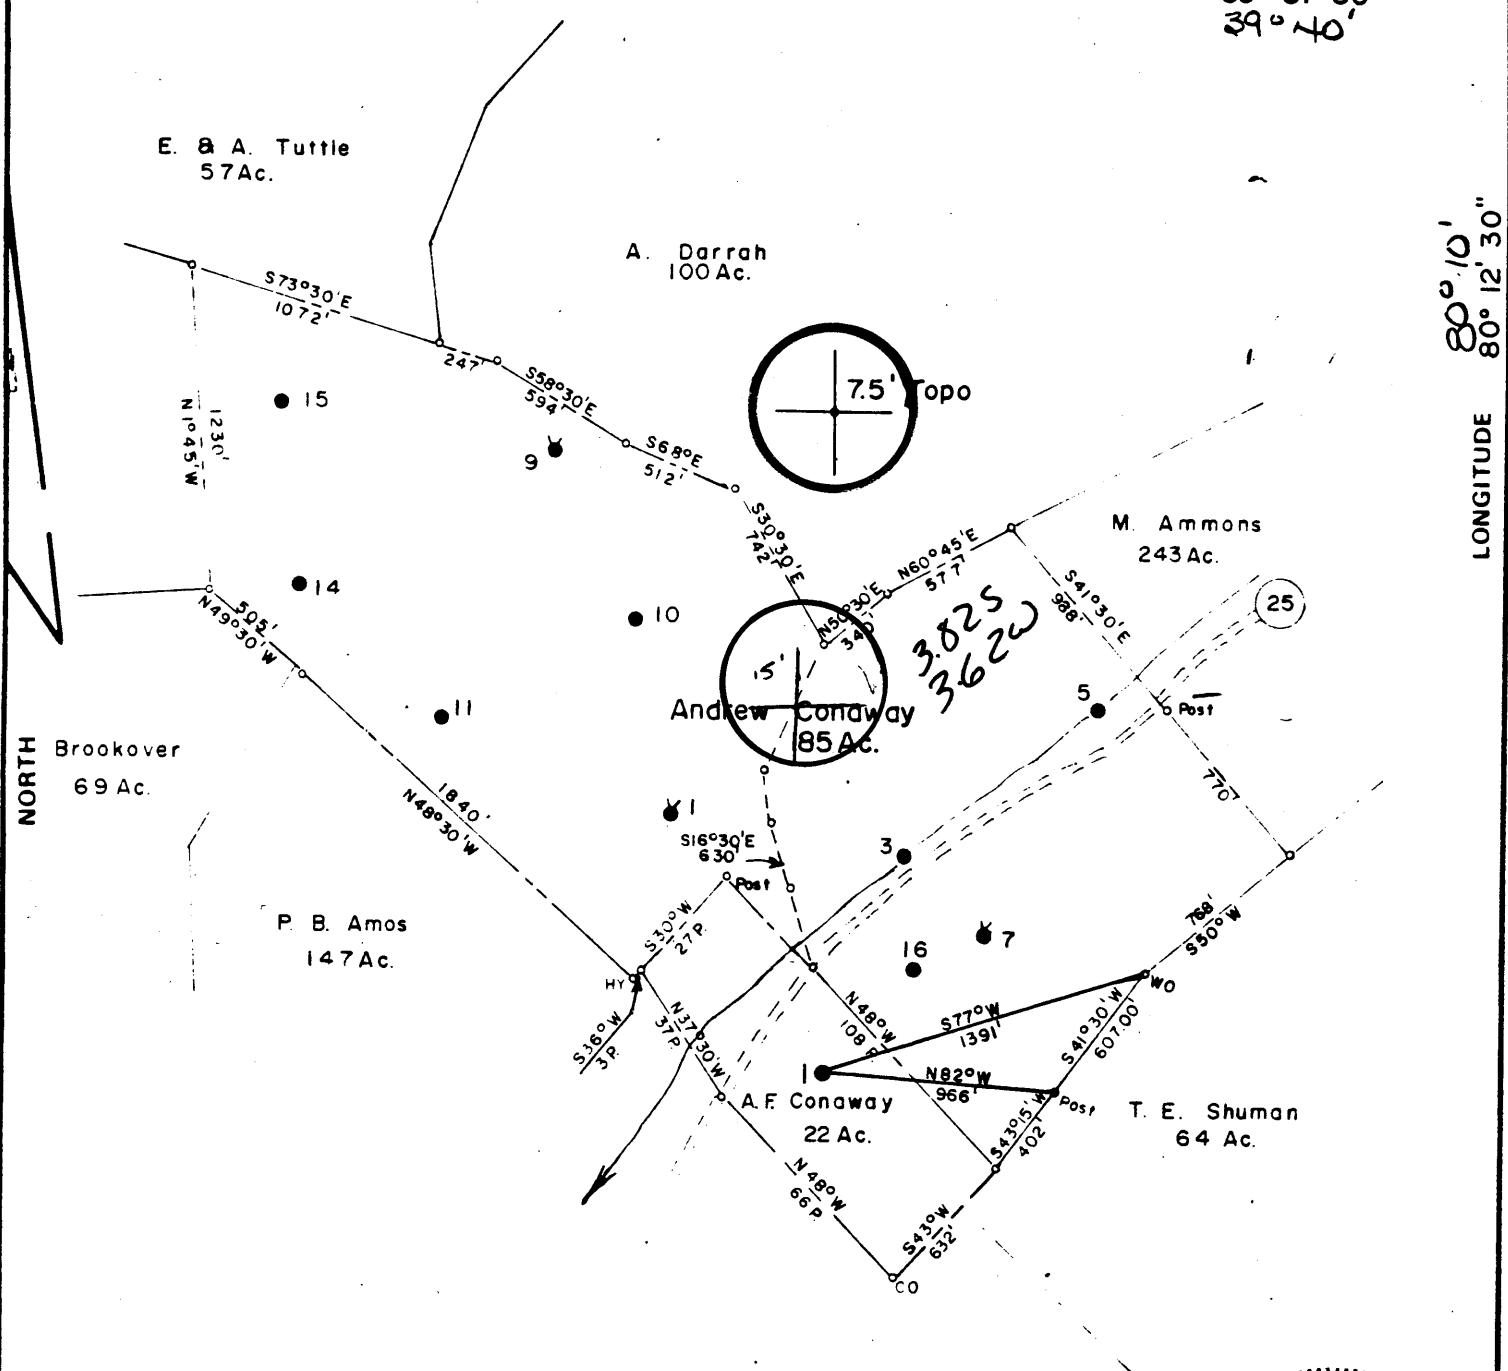 39° 40'
E. & A. Tuttle
57 Ac.
A. Darrah
100 Ac.
80° 10'
80° 12' 30"
LONGITUDE
S73°30'E
1072'
247'
S58°30'E
594'
S68°E
512'
7.5' Topo
15
9
N1°45'W
1230'
S30°30'E
742'
N50°30'E
340'
N60°45'E
577'
M. Ammons
243 Ac.
S41°30'E
988'
25
3.82S
3.62W
14
505'
N49°30'W
10
15'
Andrew Conaway
85 Ac.
5
Post
770'
11
NORTH
Brookover
69 Ac.
1840'
N48°30'W
1
S16°30'E
630'
3
Post
P. B. Amos
147 Ac.
S30°W
27P.
HY
S36°W
3P.
N37°30'W
37P.
16
7
768'
S50°W
WO
N48°W
108 P.
S77°W
1391'
S41°30'W
607.00'
1
N82°W
966'
Post
A.F. Conaway
22 Ac.
S43°15'W
402'
T. E. Shuman
64 Ac.
N48°W
66 P.
S43°W
632'
CO